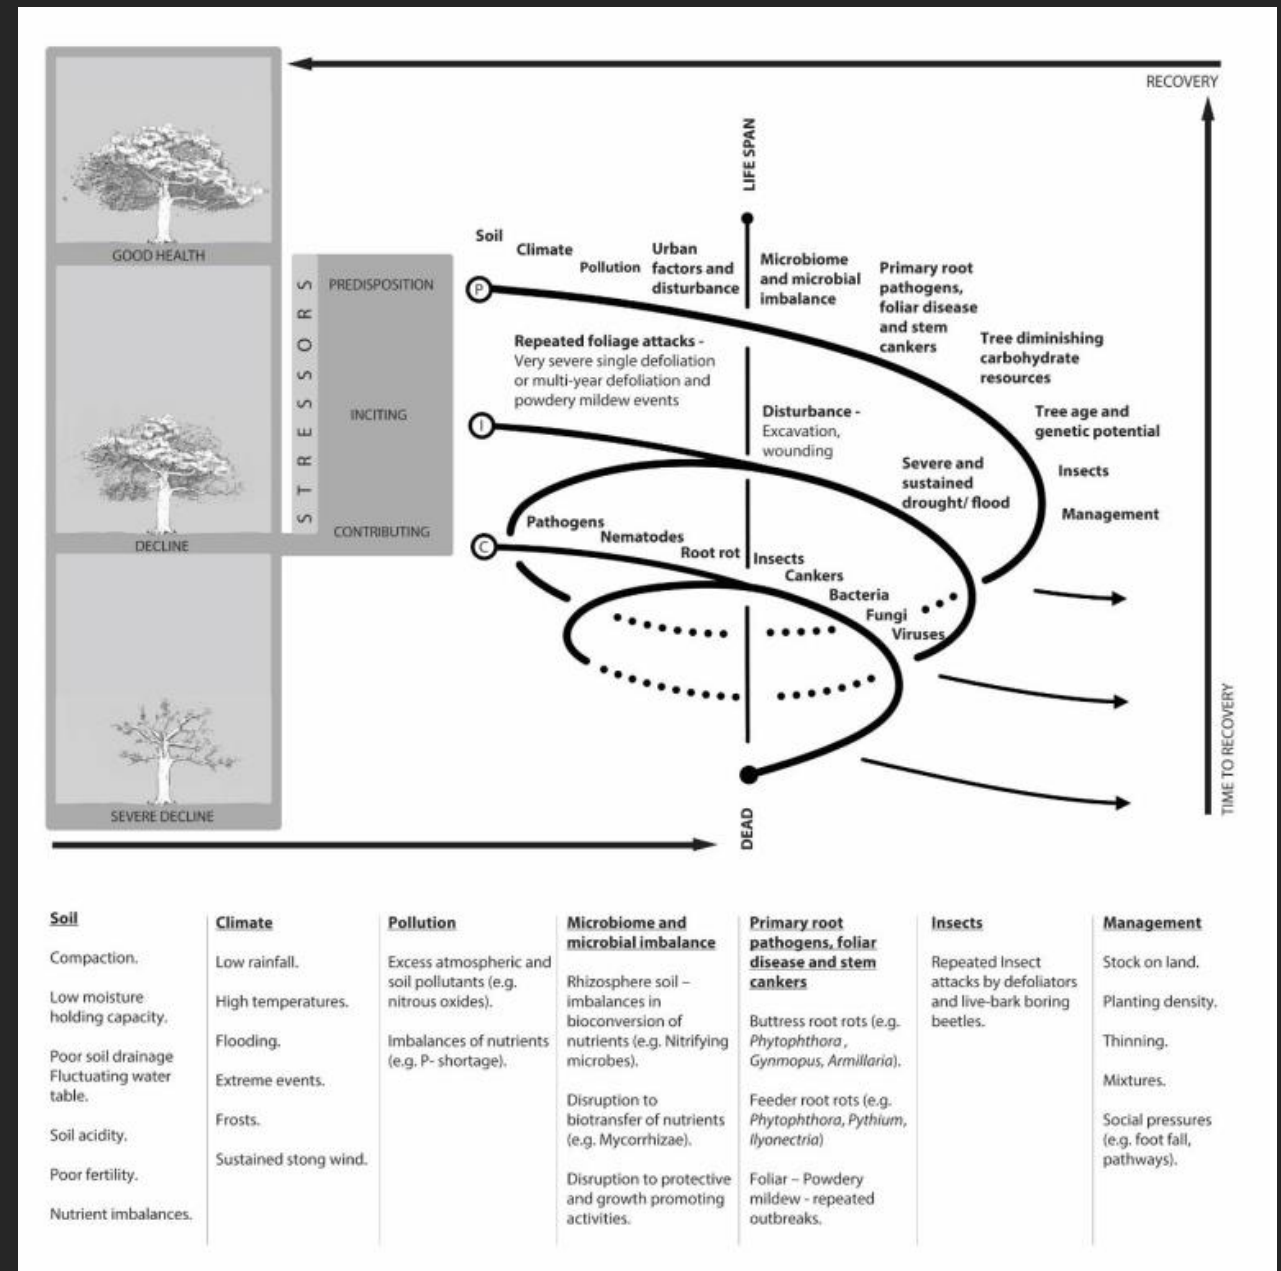 RECOVERY
LIFE SPAN
GOOD HEALTH
STRESSORS
PREDISPOSITION
P
Soil
Climate
Pollution
Urban
factors and
disturbance
Microbiome
and microbial
imbalance
Primary root
pathogens,
foliar disease
and stem
cankers
Tree diminishing
carbohydrate
resources
Tree age and
genetic potential
Insects
Management
INCITING
I
Repeated foliage attacks -
Very severe single defoliation
or multi-year defoliation and
powdery mildew events
Disturbance -
Excavation,
wounding
Severe and
sustained
drought/ flood
DECLINE
CONTRIBUTING
C
Pathogens
Nematodes
Root rot
Insects
Cankers
Bacteria
Fungi
Viruses
TIME TO RECOVERY
SEVERE DECLINE
DEAD
Soil
Compaction.
Low moisture
holding capacity.
Poor soil drainage
Fluctuating water
table.
Soil acidity.
Poor fertility.
Nutrient imbalances.
Climate
Low rainfall.
High temperatures.
Flooding.
Extreme events.
Frosts.
Sustained stong wind.
Pollution
Excess atmospheric and
soil pollutants (e.g.
nitrous oxides).
Imbalances of nutrients
(e.g. P- shortage).
Microbiome and
microbial imbalance
Rhizosphere soil –
imbalances in
bioconversion of
nutrients (e.g. Nitrifying
microbes).
Disruption to
biotransfer of nutrients
(e.g. Mycorrhizae).
Disruption to protective
and growth promoting
activities.
Primary root
pathogens, foliar
disease and stem
cankers
Buttress root rots (e.g.
Phytophthora ,
Gynmopus, Armillaria).
Feeder root rots (e.g.
Phytophthora, Pythium,
Ilyonectria)
Foliar – Powdery
mildew - repeated
outbreaks.
Insects
Repeated Insect
attacks by defoliators
and live-bark boring
beetles.
Management
Stock on land.
Planting density.
Thinning.
Mixtures.
Social pressures
(e.g. foot fall,
pathways).